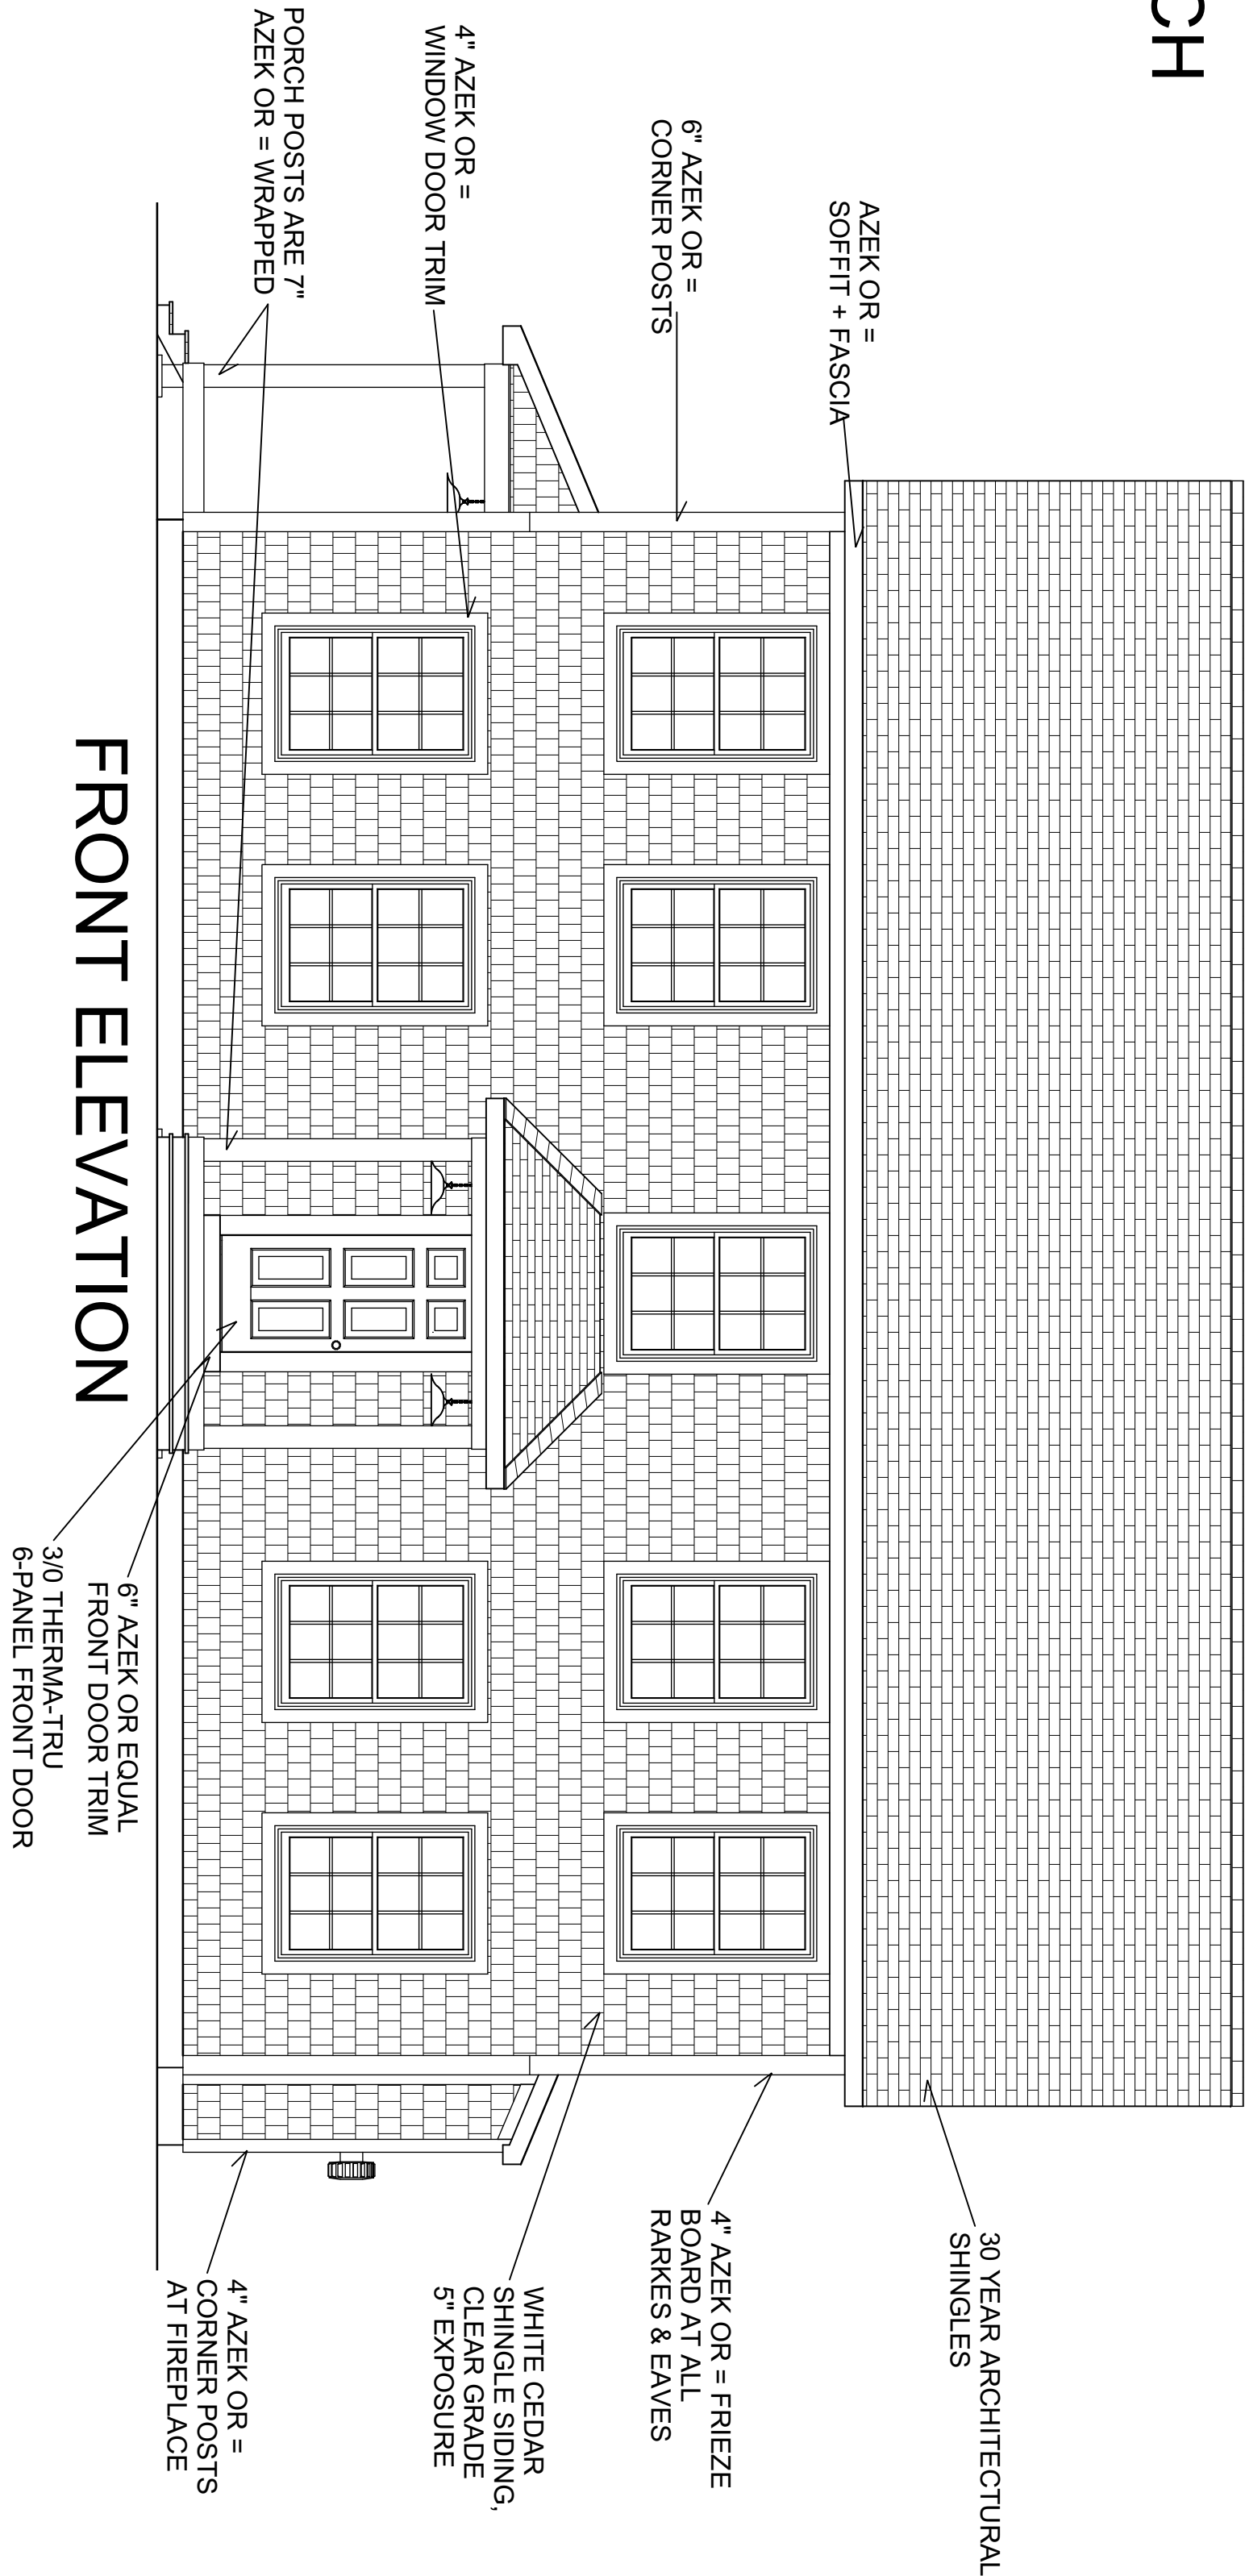 CH
AZEK OR =
SOFFIT + FASCIA
6" AZEK OR =
CORNER POSTS
4" AZEK OR =
WINDOW DOOR TRIM
PORCH POSTS ARE 7"
AZEK OR = WRAPPED
30 YEAR ARCHITECTURAL
SHINGLES
4" AZEK OR = FRIEZE
BOARD AT ALL
RARKES & EAVES
WHITE CEDAR
SHINGLE SIDING,
CLEAR GRADE
5" EXPOSURE
4" AZEK OR =
CORNER POSTS
AT FIREPLACE
6" AZEK OR EQUAL
FRONT DOOR TRIM
3/0 THERMA-TRU
6-PANEL FRONT DOOR
FRONT ELEVATION